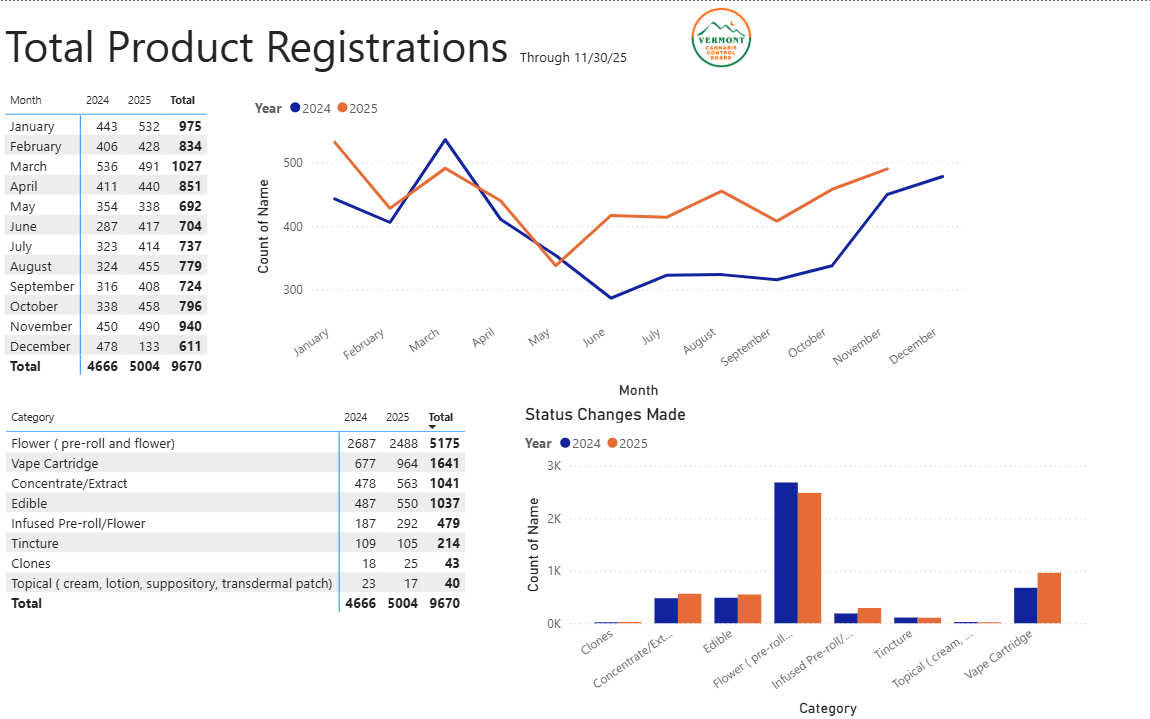 Total Product Registrations Through 11/30/25
VERMONT
CANNABIS
CONTROL
BOARD
Month 2024 2025 Total
January 443 532 975
February 406 428 834
March 536 491 1027
April 411 440 851
May 354 338 692
June 287 417 704
July 323 414 737
August 324 455 779
September 316 408 724
October 338 458 796
November 450 490 940
December 478 133 611
Total 4666 5004 9670
Year 2024 2025
Count of Name
500
400
300
January February March April May June July August September October November December
Month
Category 2024 2025 Total
Flower ( pre-roll and flower) 2687 2488 5175
Vape Cartridge 677 964 1641
Concentrate/Extract 478 563 1041
Edible 487 550 1037
Infused Pre-roll/Flower 187 292 479
Tincture 109 105 214
Clones 18 25 43
Topical ( cream, lotion, suppository, transdermal patch) 23 17 40
Total 4666 5004 9670
Status Changes Made
Year 2024 2025
Count of Name
3K
2K
1K
0K
Clones Concentrate/Ext... Edible Flower ( pre-roll... Infused Pre-roll/... Tincture Topical ( cream, ... Vape Cartridge
Category